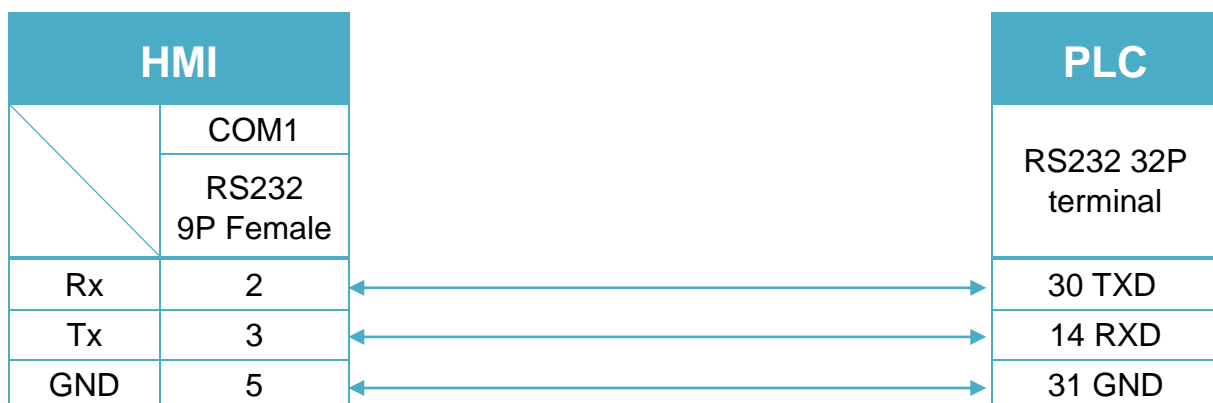 HMI
PLC
COM1
RS232
9P Female
RS232 32P
terminal
Rx 2 30 TXD
Tx 3 14 RXD
GND 5 31 GND